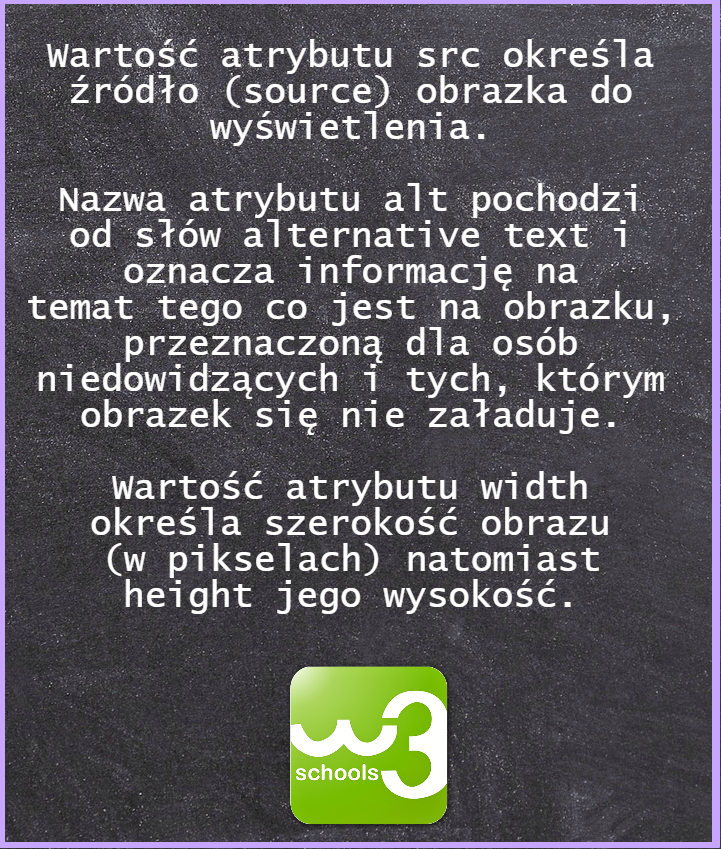 Wartość atrybutu src określa
źródło (source) obrazka do
wyświetlenia.
Nazwa atrybutu alt pochodzi
od słów alternative text i
oznacza informację na
temat tego co jest na obrazku,
przeznaczoną dla osób
niedowidzących i tych, którym
obrazek się nie załaduje.
Wartość atrybutu width
określa szerokość obrazu
(w pikselach) natomiast
height jego wysokość.
w3
schools